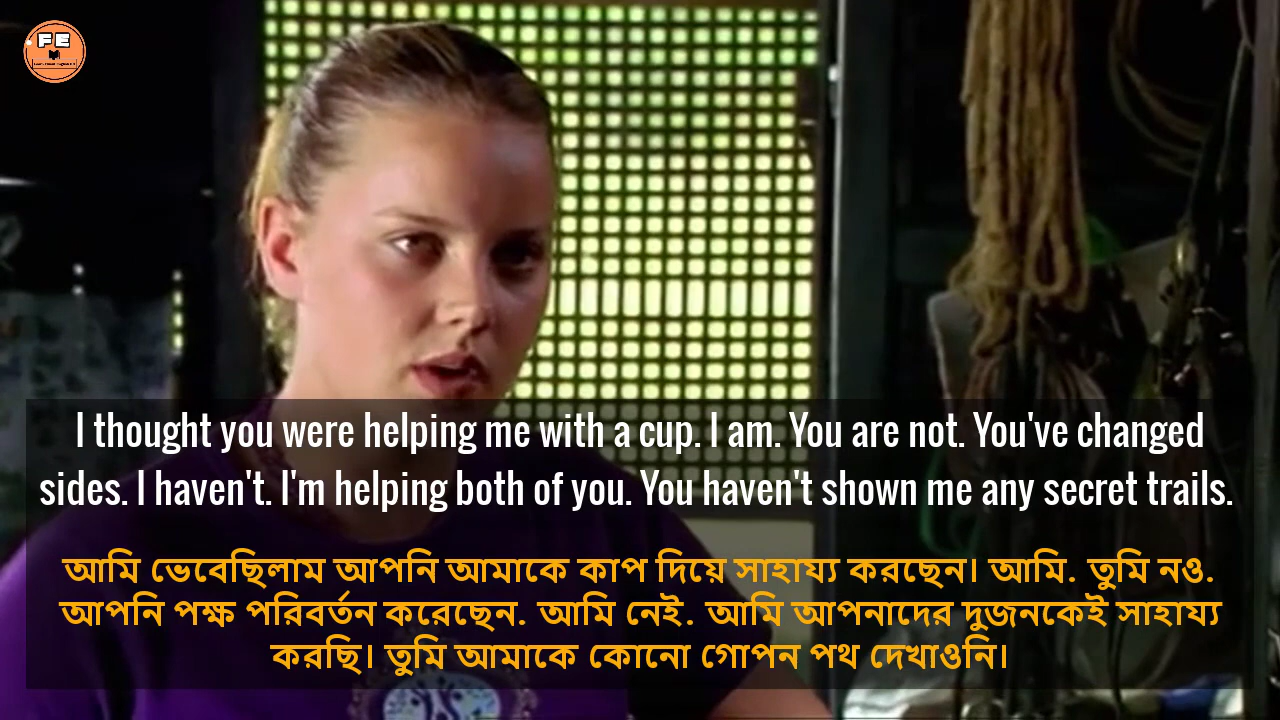 FE
I thought you were helping me with a cup. I am. You are not. You've changed
sides. I haven't. I'm helping both of you. You haven't shown me any secret trails.
আমি ভেবেছিলাম আপনি আমাকে কাপ দিয়ে সাহায্য করছেন। আমি. তুমি নও.
আপনি পক্ষ পরিবর্তন করেছেন. আমি নেই. আমি আপনাদের দুজনকেই সাহায্য
করছি। তুমি আমাকে কোনো গোপন পথ দেখাওনি।